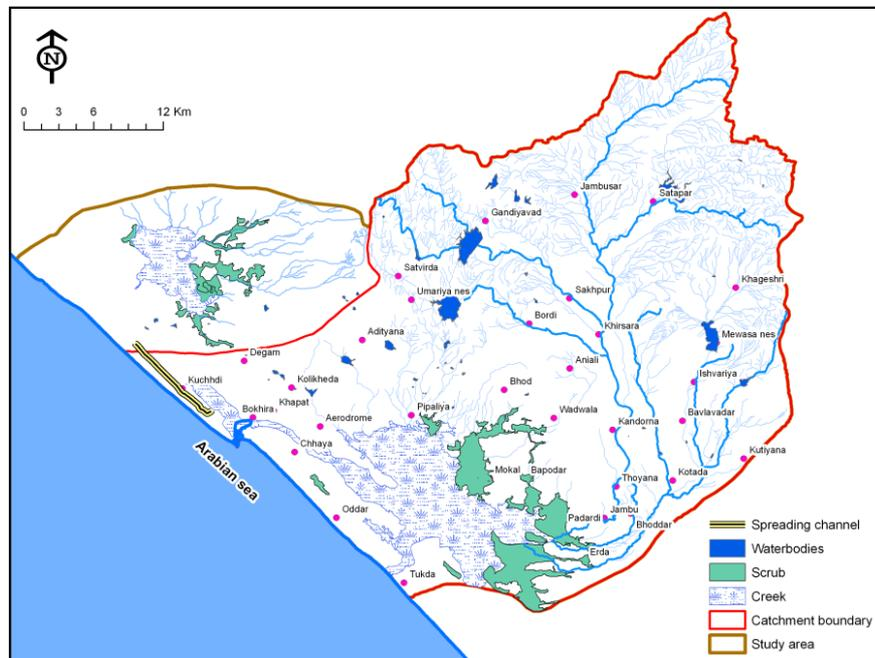 N
0 3 6 12 Km
Jambusar
Satapar
Gandiyavad
Satvirda
Khageshri
Umariya nes
Sakhpur
Bordi
Khirsara
Mewasa nes
Adityana
Degam
Aniali
Ishvariya
Kuchhdi
Kolikheda
Khapat
Bhod
Bokhira
Pipaliya
Wadwala
Bavlavadar
Aerodrome
Kandorna
Chhaya
Kutiyana
Arabian sea
Mokal
Bapodar
Kotada
Thoyana
Oddar
Padardi
Jambu
Bhoddar
Erda
Tukda
Spreading channel
Waterbodies
Scrub
Creek
Catchment boundary
Study area